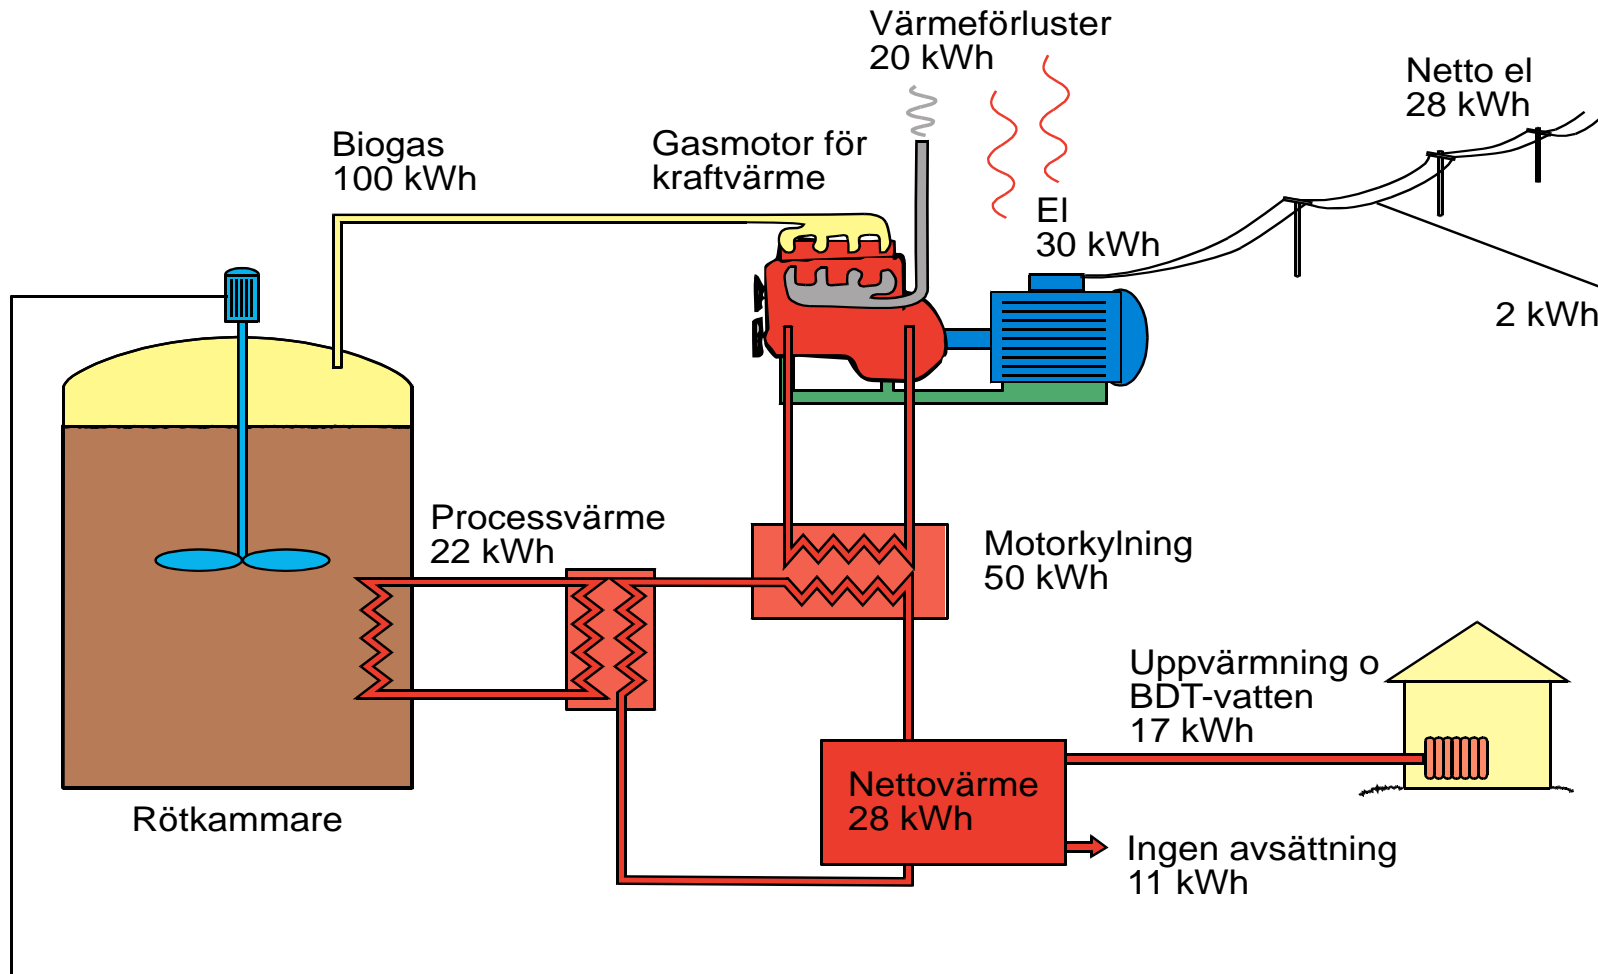 Värmeförluster
20 kWh
Netto el
28 kWh
Biogas
100 kWh
Gasmotor för
kraftvärme
El
30 kWh
2 kWh
Processvärme
22 kWh
Motorkylning
50 kWh
Uppvärmning o
BDT-vatten
17 kWh
Nettovärme
28 kWh
Rötkammare
Ingen avsättning
11 kWh